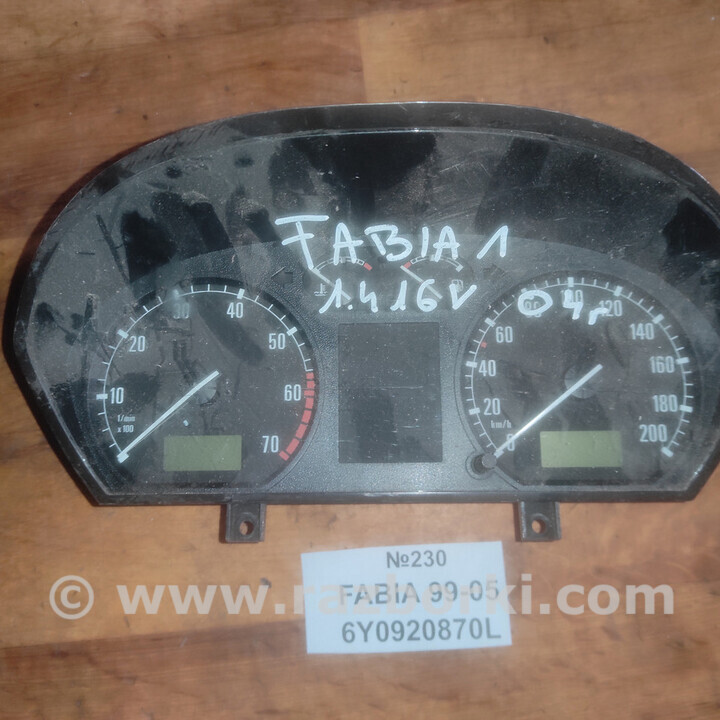 FABIA 1
1.4 16V 04г
30 40
20 50
10 60
1/min
x 100
70
80 120
60 140
40 160
20 180
km/h
0 200
№230
FABIA 99-05
6Y0920870L
© www.razborki.com